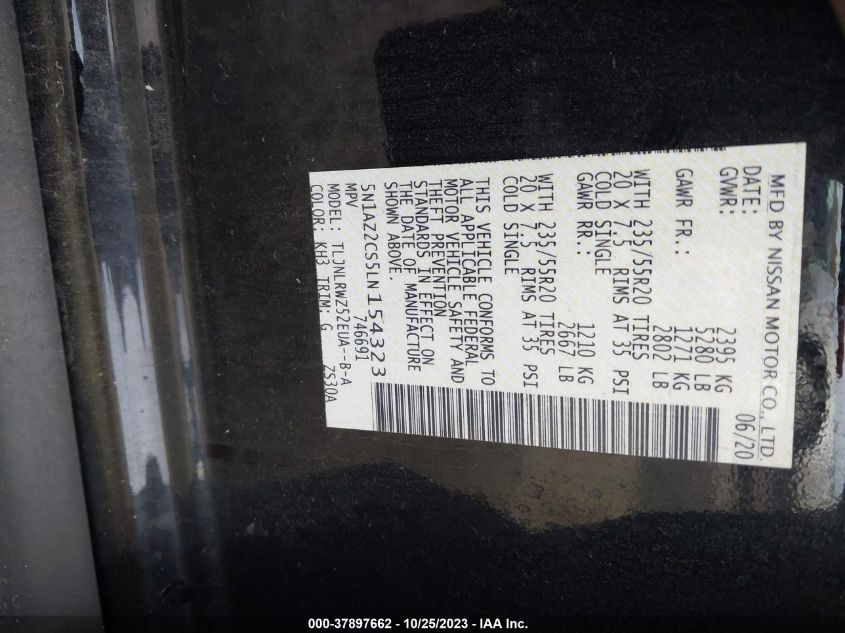 MFD BY NISSAN MOTOR CO., LTD.
DATE: 06/20
GVWR: 2395 KG
5280 LB
GAWR FR.: 1271 KG
2802 LB
WITH 235/55R20 TIRES
20 X 7.5 RIMS AT 35 PSI
COLD SINGLE
GAWR RR.: 1210 KG
2667 LB
WITH 235/55R20 TIRES
20 X 7.5 RIMS AT 35 PSI
COLD SINGLE
THIS VEHICLE CONFORMS TO
ALL APPLICABLE FEDERAL
MOTOR VEHICLE SAFETY AND
THEFT PREVENTION
STANDARDS IN EFFECT ON
THE DATE OF MANUFACTURE
SHOWN ABOVE.
5N1AZ2CS5LN154323
MPV 746691
MODEL: TLJNLRWZ52EUA--B-A
COLOR: KH3 TRIM: G ZS30A
000-37897662 - 10/25/2023 - IAA Inc.